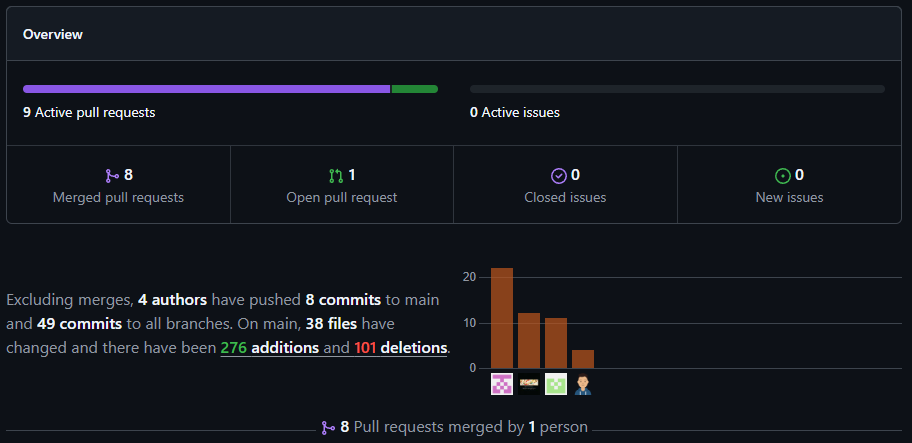 Overview
9 Active pull requests
0 Active issues
8
Merged pull requests
1
Open pull request
0
Closed issues
0
New issues
Excluding merges, 4 authors have pushed 8 commits to main
and 49 commits to all branches. On main, 38 files have
changed and there have been 276 additions and 101 deletions.
20
10
0
8 Pull requests merged by 1 person